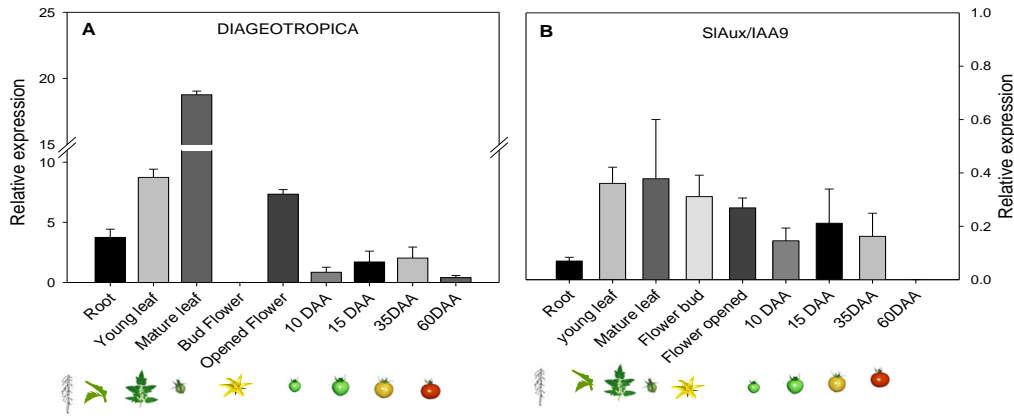 A
DIAGEOTROPICA
Relative expression
25
20
15
10
5
0
Root
Young leaf
Mature leaf
Bud Flower
Opened Flower
10 DAA
15 DAA
35DAA
60DAA
B
SlAux/IAA9
Relative expression
1.0
0.8
0.6
0.4
0.2
0.0
Root
young leaf
Mature leaf
Flower bud
Flower opened
10 DAA
15 DAA
35DAA
60DAA